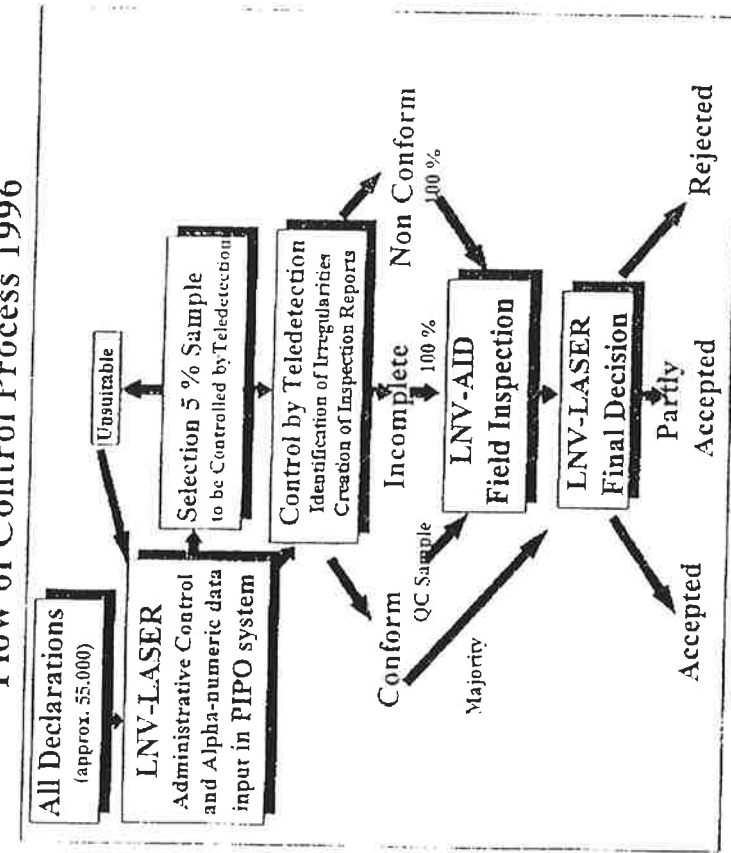 Flow of Control Process 1996
All Declarations
(approx. 55.000)
LNV-LASER
Administrative Control
and Alpha-numeric data
input in PIPO system
Unsuitable
Selection 5 % Sample
to be Controlled by Teledetection
Control by Teledetection
Identification of Irregularities
Creation of Inspection Reports
Conform
QC Sample
Majority
Incomplete
100 %
Non Conform
100 %
LNV-AID
Field Inspection
LNV-LASER
Final Decision
Accepted
Partly
Accepted
Rejected